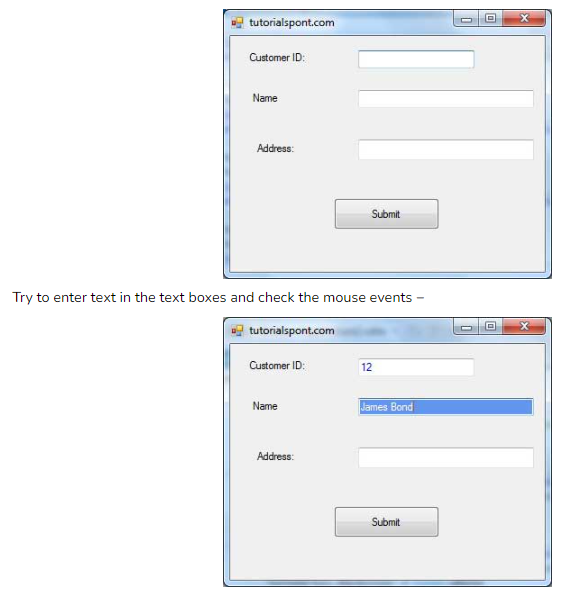 tutorialspont.com
Customer ID:
Name
Address:
Submit
Try to enter text in the text boxes and check the mouse events –
tutorialspont.com
Customer ID: 12
Name James Bond
Address:
Submit